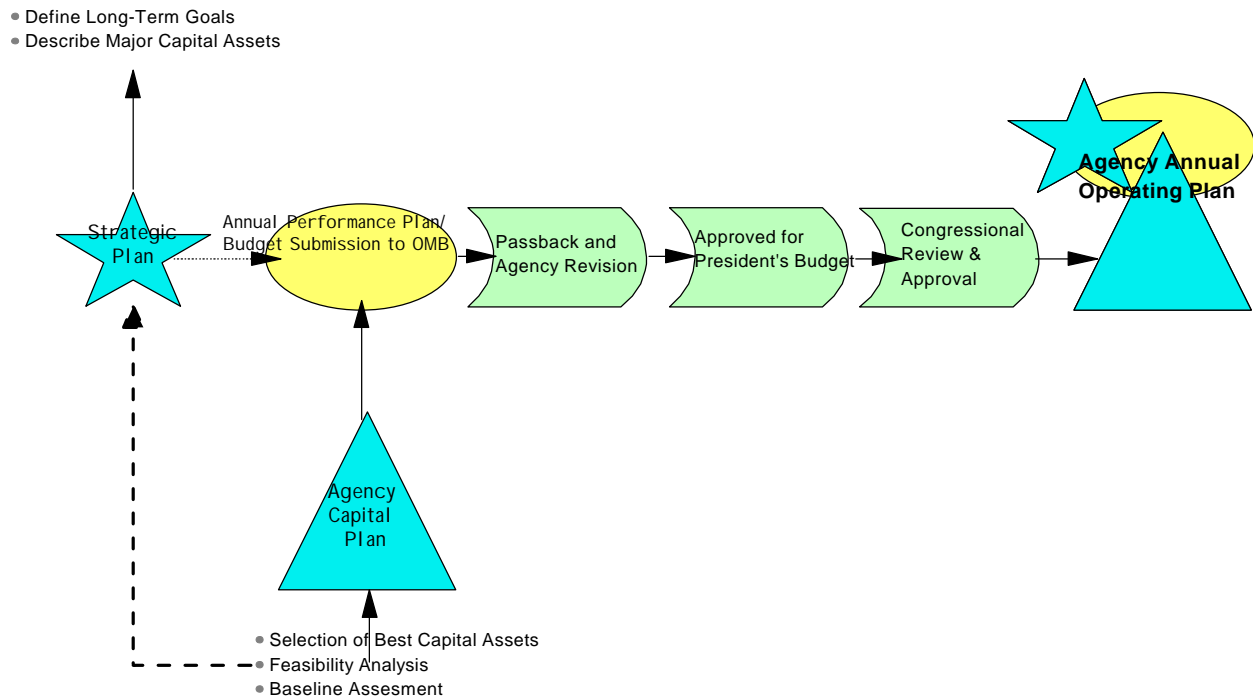 • Define Long-Term Goals
• Describe Major Capital Assets
Strategic
Plan
Annual Performance Plan/
Budget Submission to OMB
Passback and
Agency Revision
Approved for
President's Budget
Congressional
Review &
Approval
Agency Annual
Operating Plan
Agency
Capital
Plan
• Selection of Best Capital Assets
• Feasibility Analysis
• Baseline Assesment